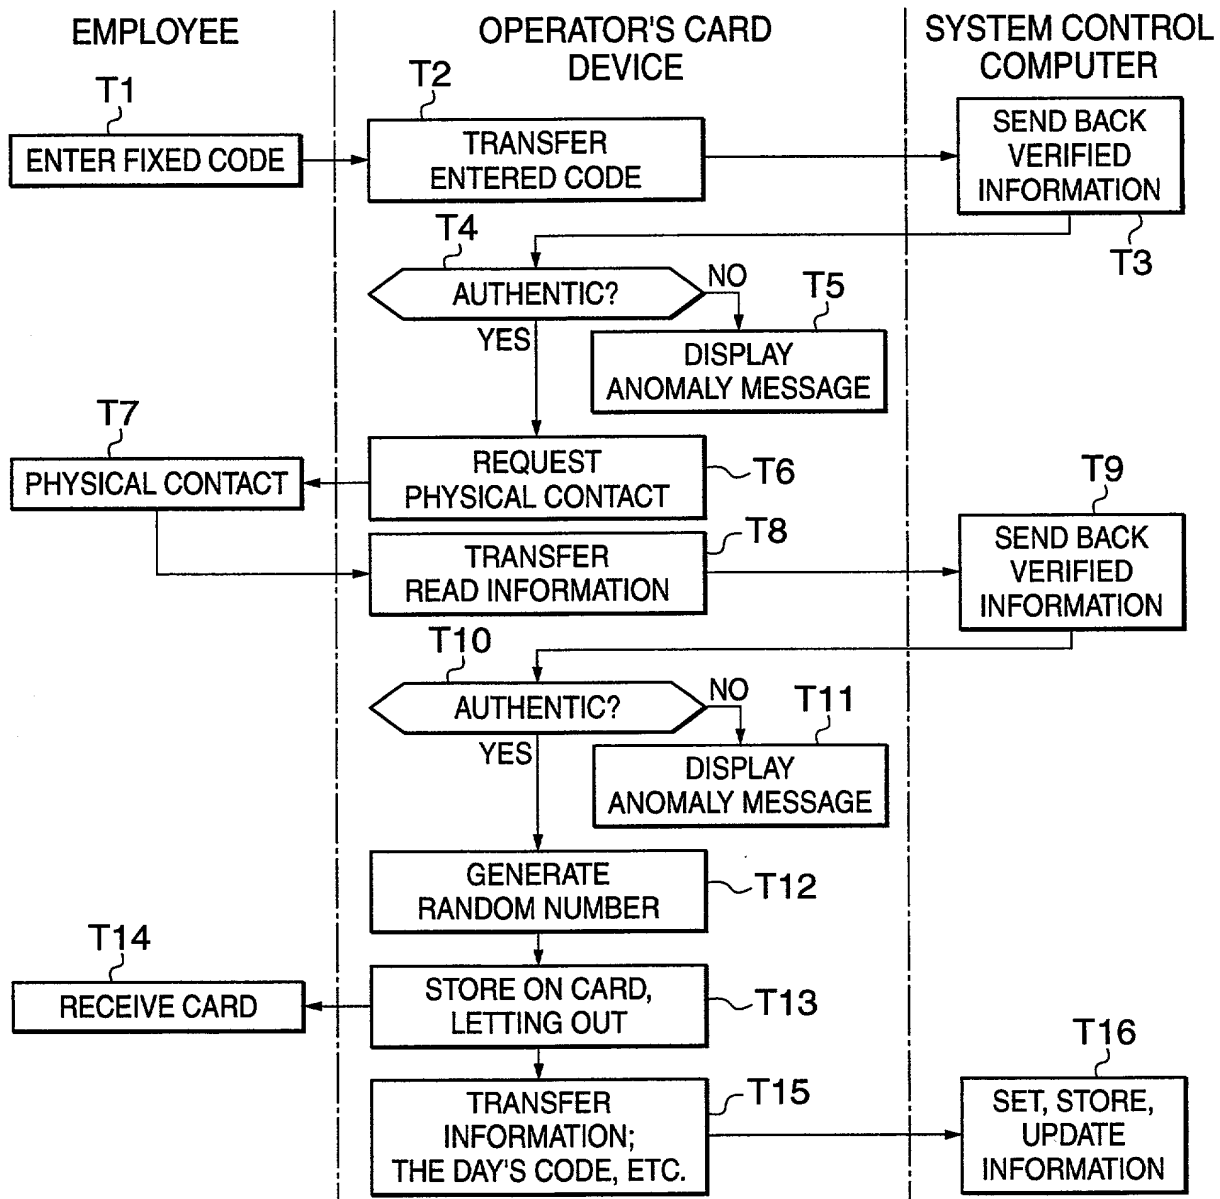 EMPLOYEE
OPERATOR'S CARD
DEVICE
SYSTEM CONTROL
COMPUTER
T1
ENTER FIXED CODE
T2
TRANSFER
ENTERED CODE
SEND BACK
VERIFIED
INFORMATION
T3
T4
AUTHENTIC?
NO
YES
T5
DISPLAY
ANOMALY MESSAGE
T7
PHYSICAL CONTACT
REQUEST
PHYSICAL CONTACT
T6
T8
TRANSFER
READ INFORMATION
T9
SEND BACK
VERIFIED
INFORMATION
T10
AUTHENTIC?
NO
YES
T11
DISPLAY
ANOMALY MESSAGE
GENERATE
RANDOM NUMBER
T12
T14
RECEIVE CARD
STORE ON CARD,
LETTING OUT
T13
T15
TRANSFER
INFORMATION;
THE DAY'S CODE, ETC.
T16
SET, STORE,
UPDATE
INFORMATION